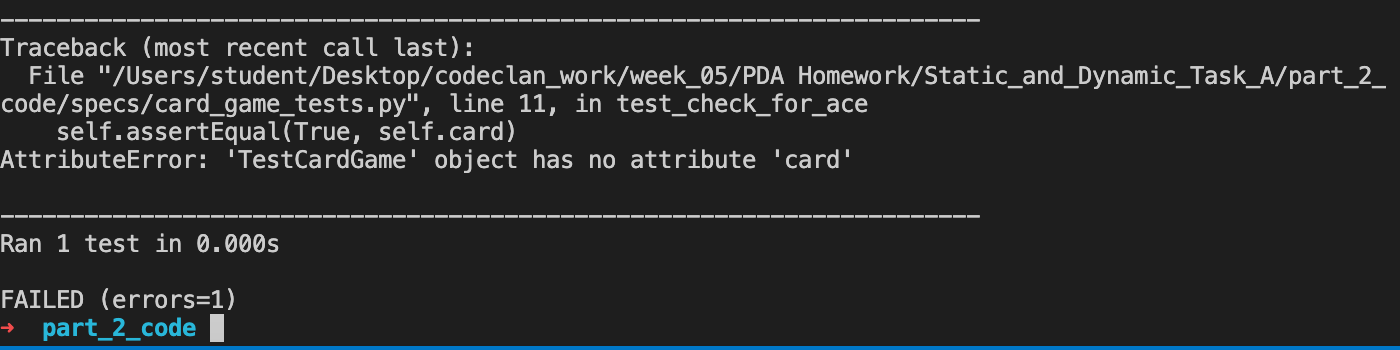 ----------------------------------------------------------------------
Traceback (most recent call last):
  File "/Users/student/Desktop/codeclan_work/week_05/PDA Homework/Static_and_Dynamic_Task_A/part_2_
code/specs/card_game_tests.py", line 11, in test_check_for_ace
    self.assertEqual(True, self.card)
AttributeError: 'TestCardGame' object has no attribute 'card'
----------------------------------------------------------------------
Ran 1 test in 0.000s
FAILED (errors=1)
➜  part_2_code